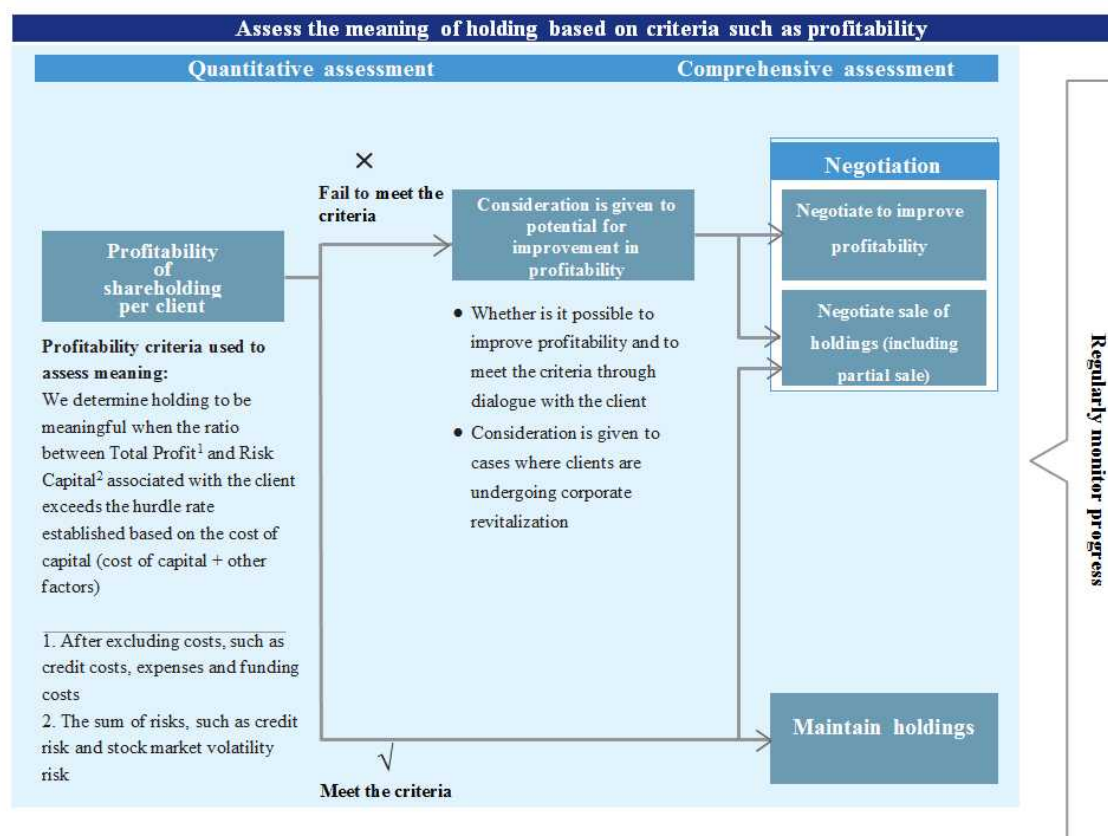 Assess the meaning of holding based on criteria such as profitability
Quantitative assessment
Comprehensive assessment
×
Fail to meet the
criteria
Profitability
of
shareholding
per client
Profitability criteria used to
assess meaning:
We determine holding to be
meaningful when the ratio
between Total Profit¹ and Risk
Capital² associated with the client
exceeds the hurdle rate
established based on the cost of
capital (cost of capital + other
factors)
1. After excluding costs, such as
credit costs, expenses and funding
costs
2. The sum of risks, such as credit
risk and stock market volatility
risk
√
Meet the criteria
Consideration is given to
potential for
improvement in
profitability
● Whether is it possible to
improve profitability and to
meet the criteria through
dialogue with the client
● Consideration is given to
cases where clients are
undergoing corporate
revitalization
Negotiation
Negotiate to improve
profitability
Negotiate sale of
holdings (including
partial sale)
Maintain holdings
Regularly monitor progress